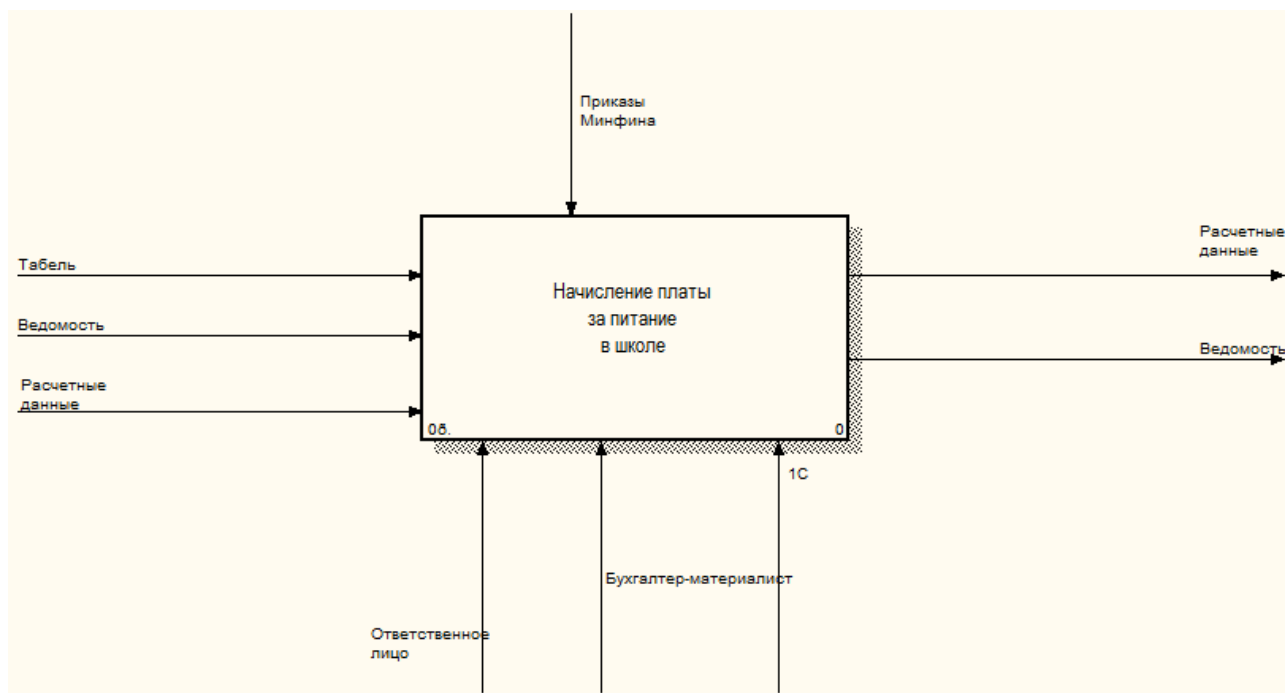 Приказы
Минфина
Табель
Ведомость
Расчетные
данные
Начисление платы
за питание
в школе
0б.
0
Расчетные
данные
Ведомость
1С
Бухгалтер-материалист
Ответственное
лицо